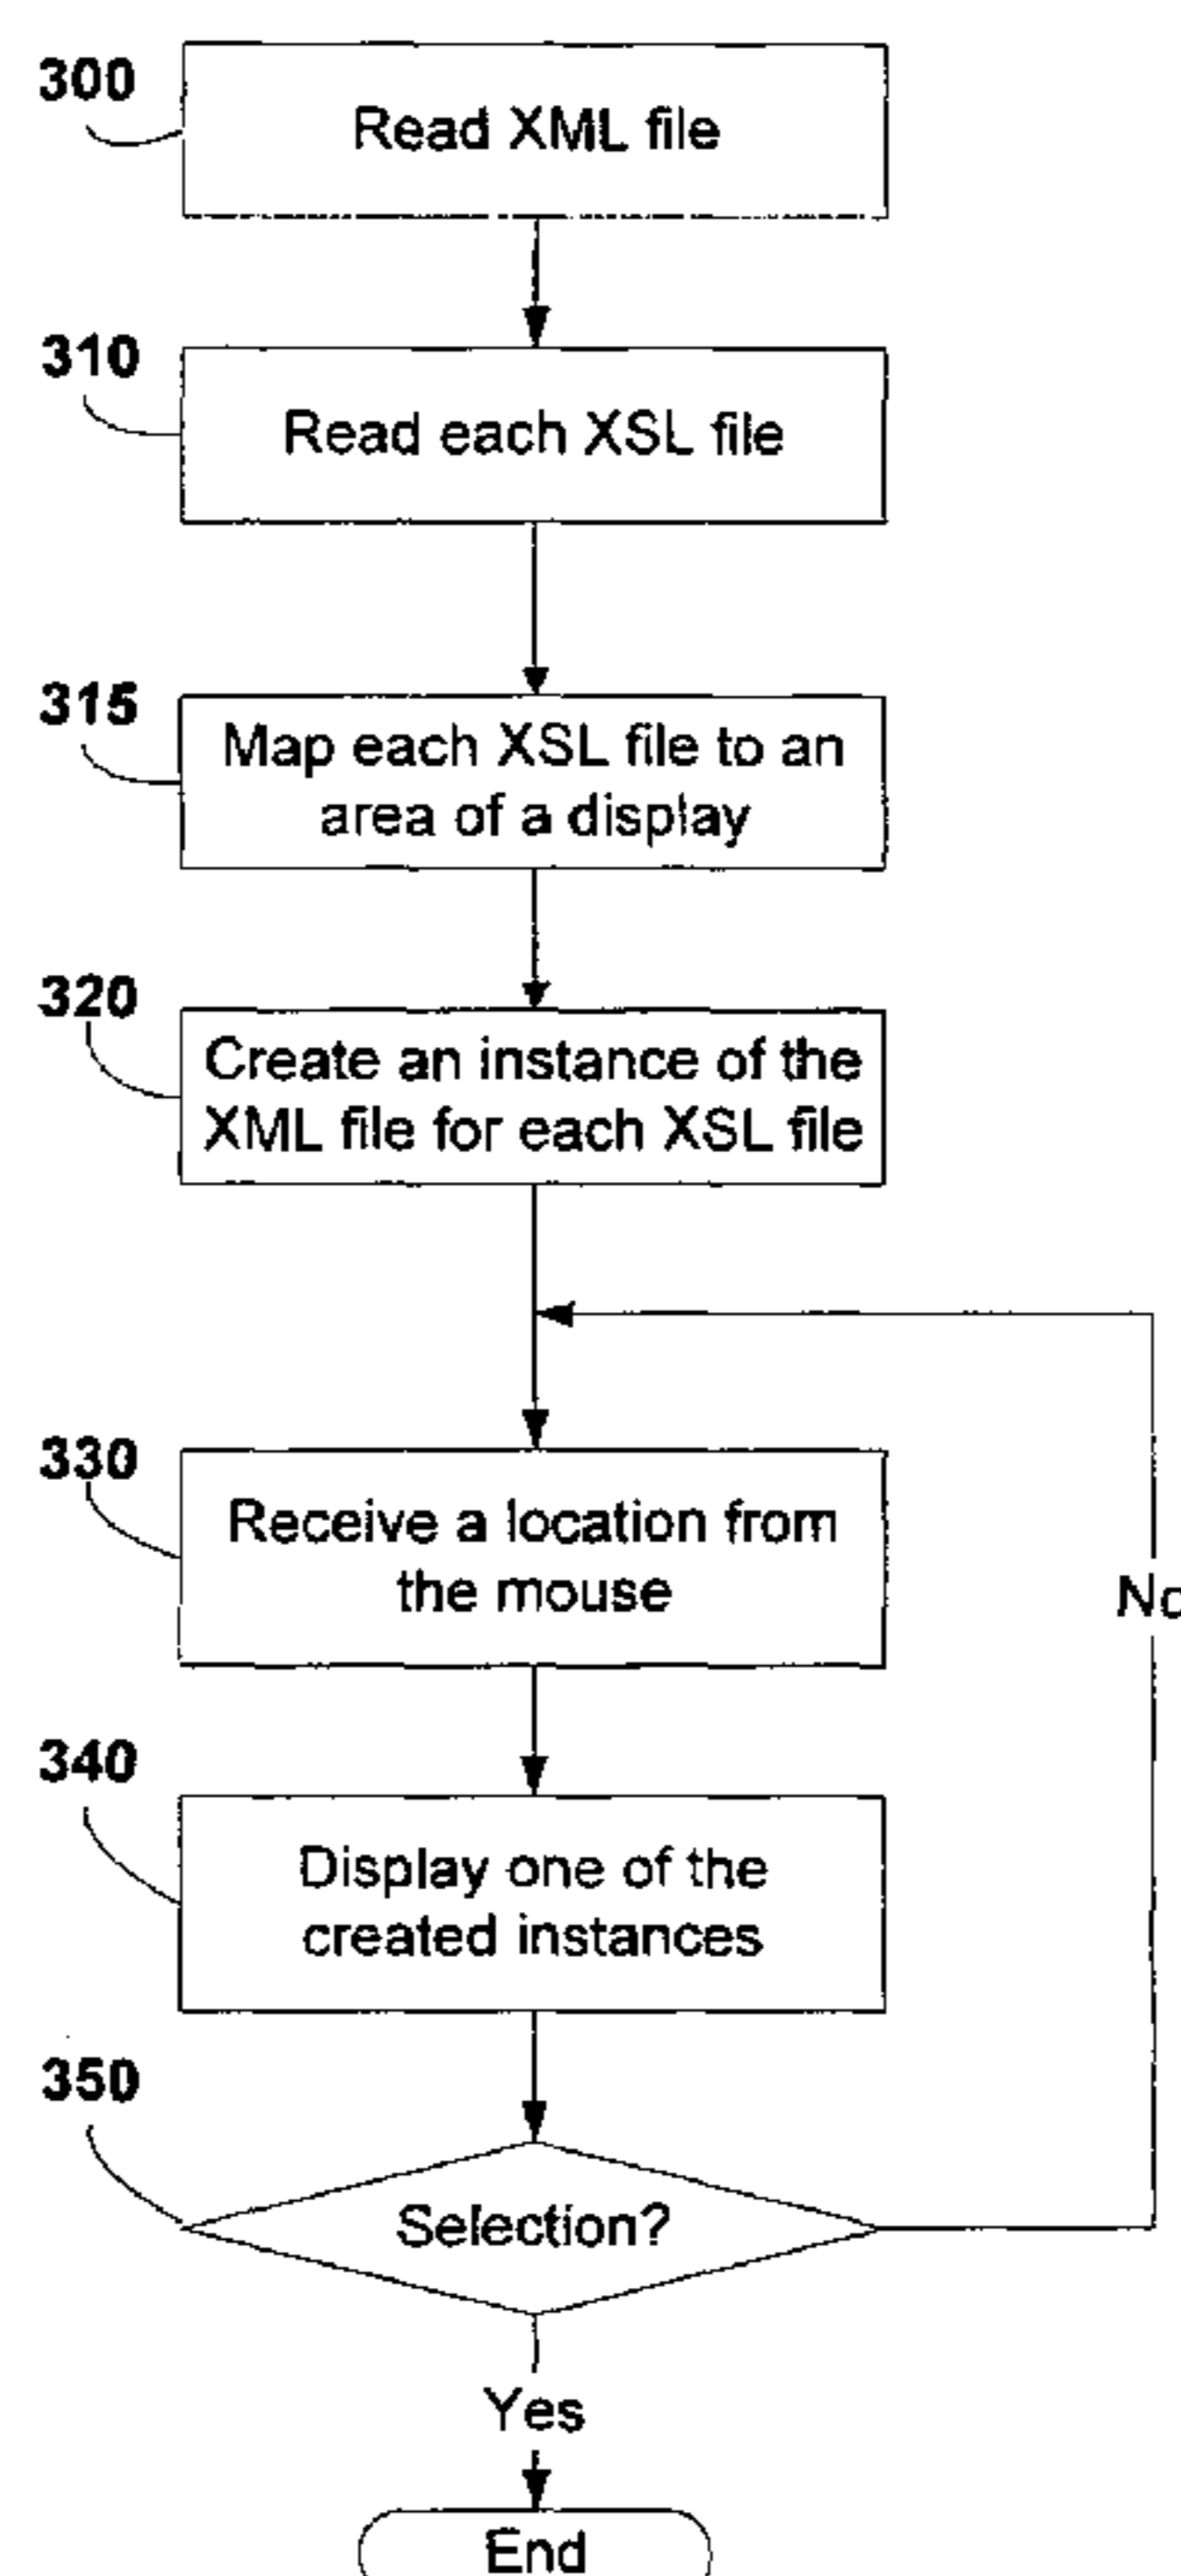 300
Read XML file
310
Read each XSL file
315
Map each XSL file to an
area of a display
320
Create an instance of the
XML file for each XSL file
330
Receive a location from
the mouse
No
340
Display one of the
created instances
350
Selection?
Yes
End